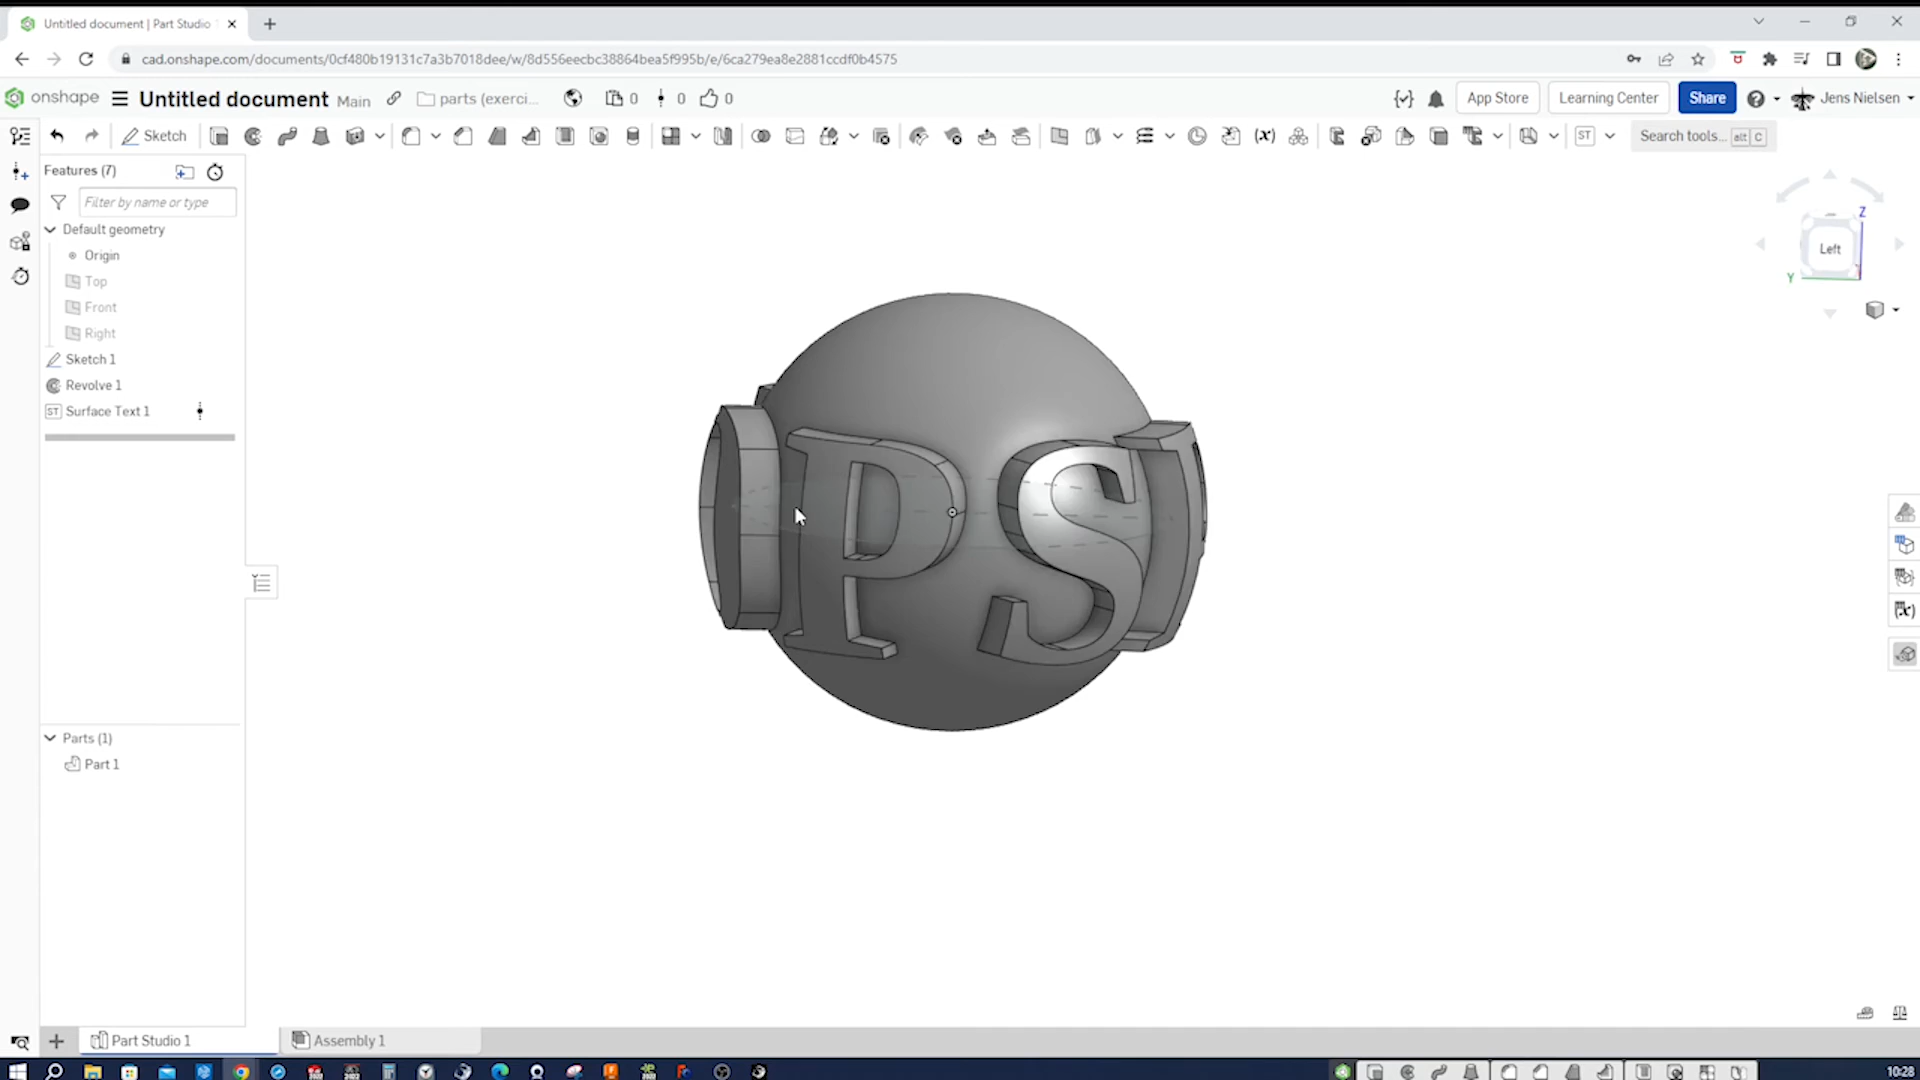 Untitled document | Part Studio
cad.onshape.com/documents/0cf480b19131c7a3b7018dee/w/8d556eecbc38864bea5f995b/e/6ca279ea8e2881ccdf0b4575
onshape Untitled document Main parts (exerci... 0 0 0 App Store Learning Center Share Jens Nielsen
Sketch (x) ST Search tools... alt C
Features (7)
Filter by name or type
Default geometry
Origin
Top
Front
Right
Sketch 1
Revolve 1
ST Surface Text 1
Z
Left
Y
P S
(x)
Parts (1)
Part 1
Part Studio 1 Assembly 1
10:28